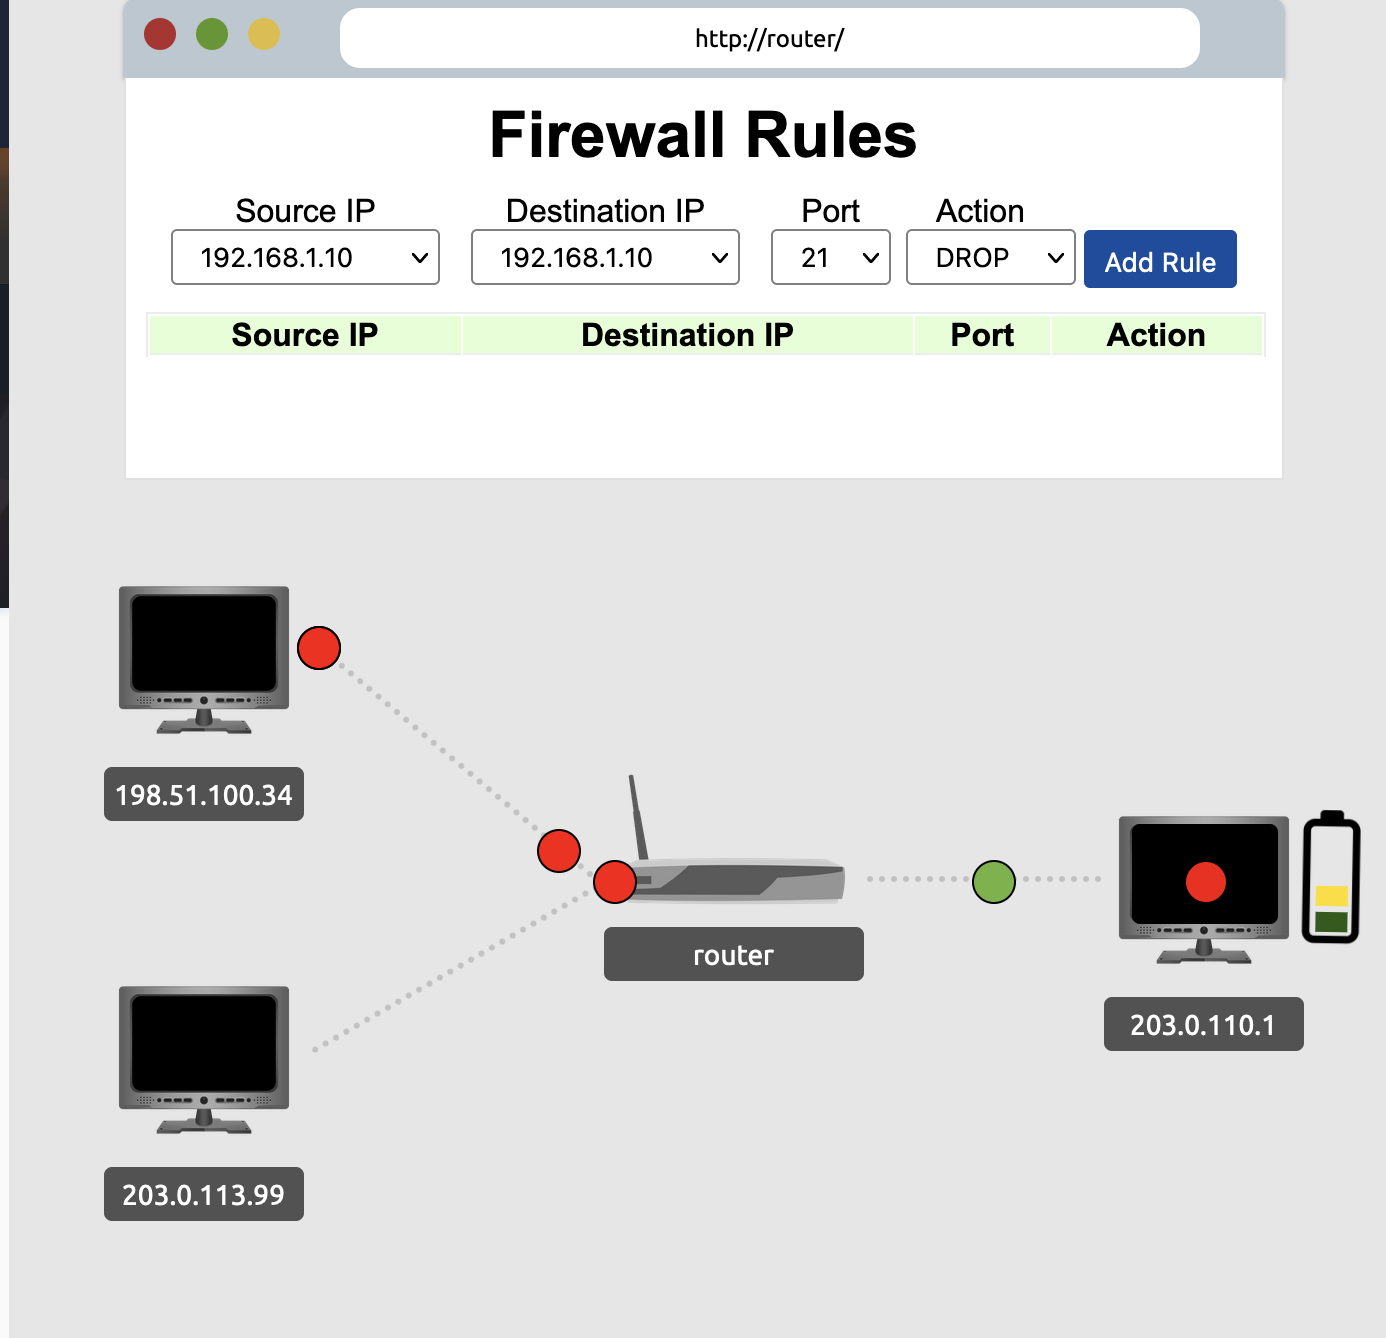 http://router/
Firewall Rules
Source IP Destination IP Port Action
192.168.1.10 192.168.1.10 21 DROP Add Rule
Source IP Destination IP Port Action
198.51.100.34
router
203.0.110.1
203.0.113.99